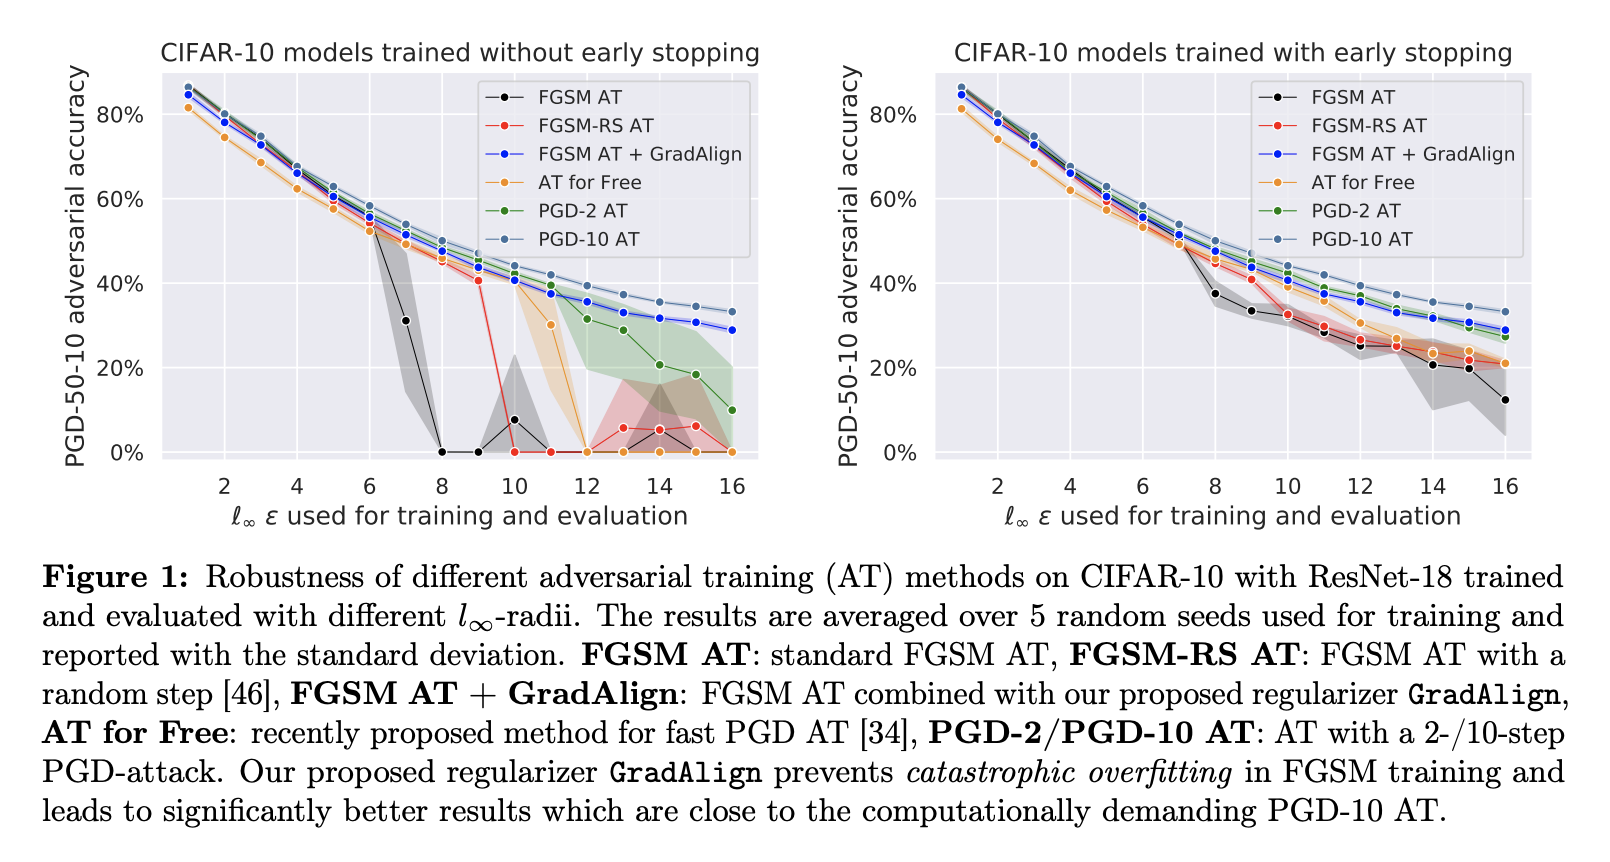 CIFAR-10 models trained without early stopping
PGD-50-10 adversarial accuracy
80%
60%
40%
20%
0%
FGSM AT
FGSM-RS AT
FGSM AT + GradAlign
AT for Free
PGD-2 AT
PGD-10 AT
2 4 6 8 10 12 14 16
ℓ∞ ε used for training and evaluation
CIFAR-10 models trained with early stopping
PGD-50-10 adversarial accuracy
80%
60%
40%
20%
0%
FGSM AT
FGSM-RS AT
FGSM AT + GradAlign
AT for Free
PGD-2 AT
PGD-10 AT
2 4 6 8 10 12 14 16
ℓ∞ ε used for training and evaluation
Figure 1: Robustness of different adversarial training (AT) methods on CIFAR-10 with ResNet-18 trained
and evaluated with different l∞-radii. The results are averaged over 5 random seeds used for training and
reported with the standard deviation. FGSM AT: standard FGSM AT, FGSM-RS AT: FGSM AT with a
random step [46], FGSM AT + GradAlign: FGSM AT combined with our proposed regularizer GradAlign,
AT for Free: recently proposed method for fast PGD AT [34], PGD-2/PGD-10 AT: AT with a 2-/10-step
PGD-attack. Our proposed regularizer GradAlign prevents catastrophic overfitting in FGSM training and
leads to significantly better results which are close to the computationally demanding PGD-10 AT.